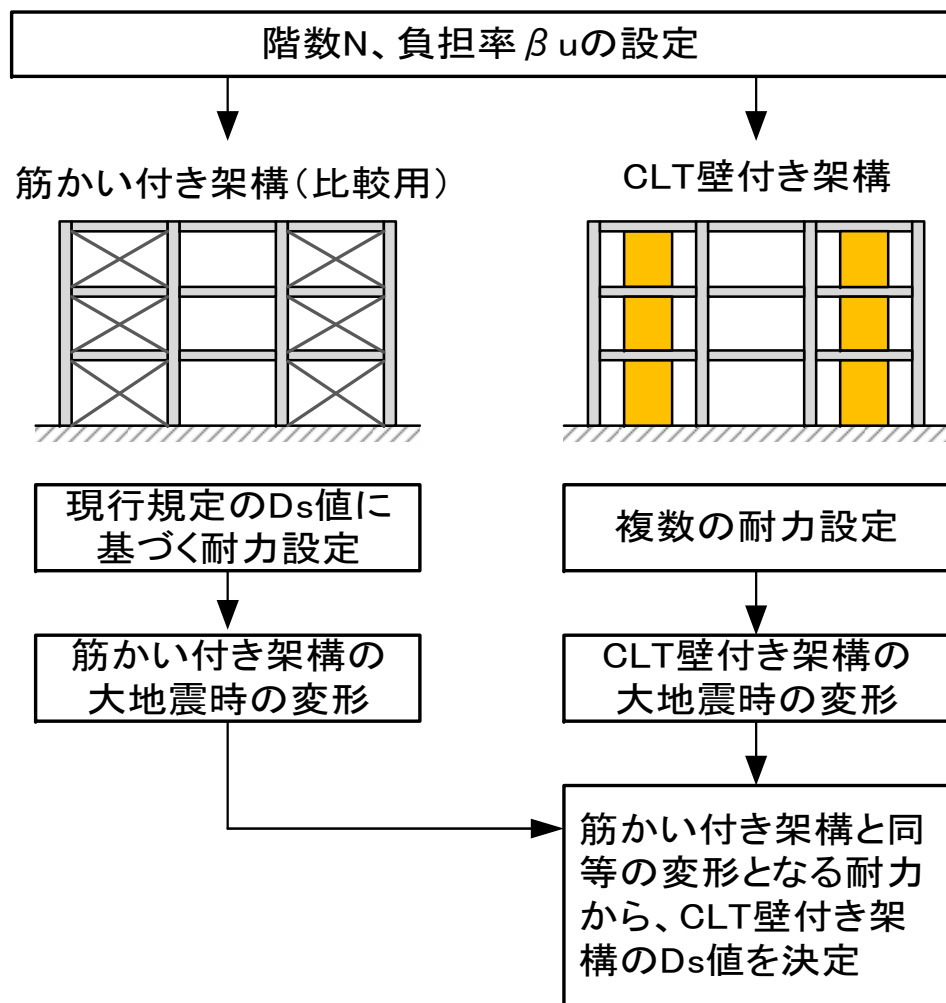 階数N、負担率βuの設定
筋かい付き架構(比較用)
CLT壁付き架構
現行規定のDs値に
基づく耐力設定
複数の耐力設定
筋かい付き架構の
大地震時の変形
CLT壁付き架構の
大地震時の変形
筋かい付き架構と同
等の変形となる耐力
から、CLT壁付き架
構のDs値を決定